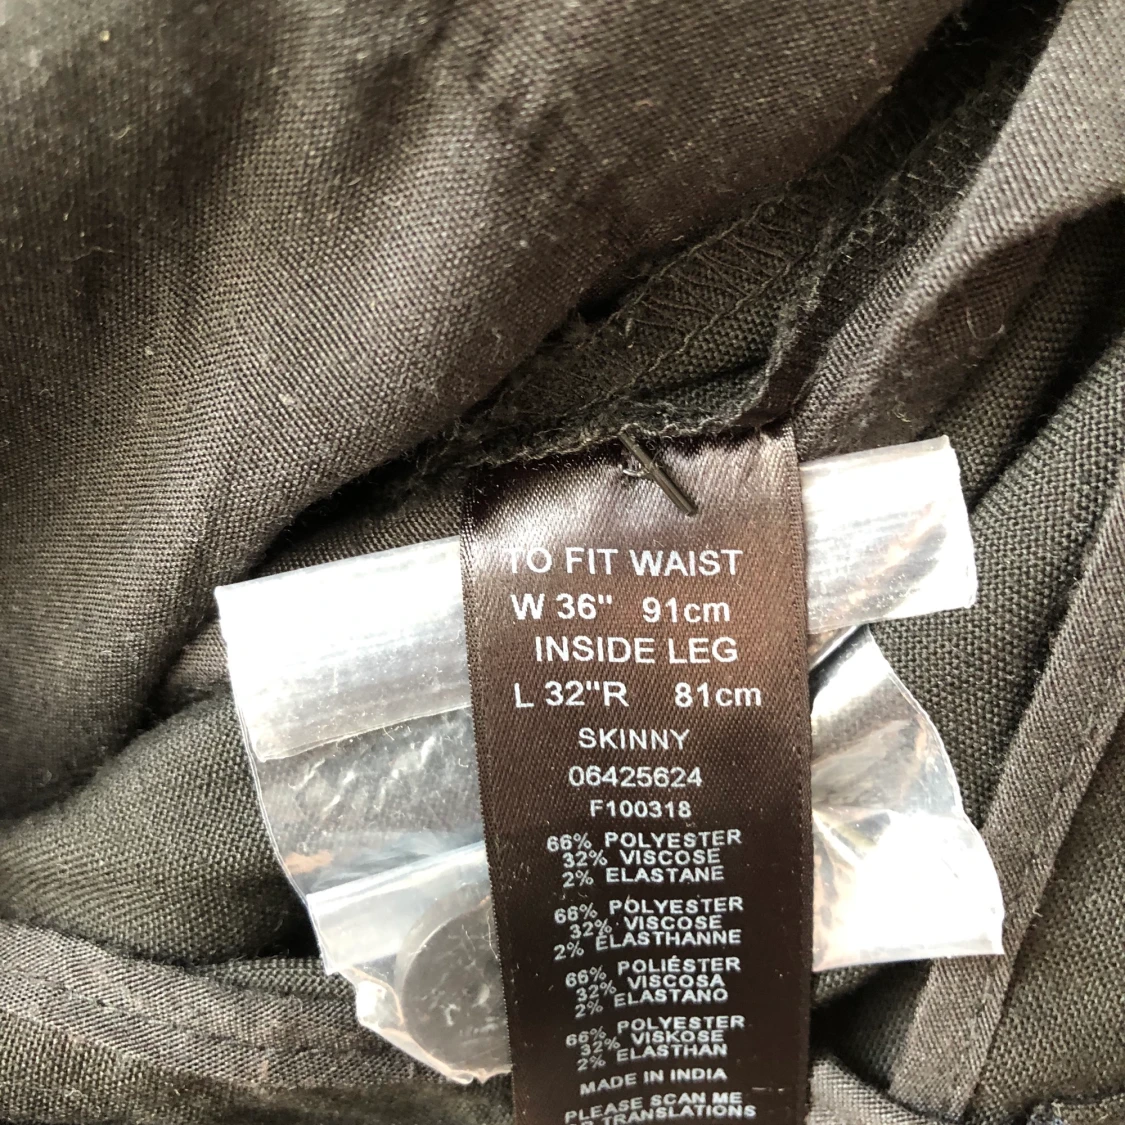 TO FIT WAIST
W 36" 91cm
INSIDE LEG
L 32"R 81cm
SKINNY
06425624
F100318
66% POLYESTER
32% VISCOSE
2% ELASTANE
66% POLYESTER
32% VISCOSE
2% ÉLASTHANNE
66% POLIÉSTER
32% VISCOSA
2% ELASTANO
66% POLYESTER
32% VISKOSE
2% ELASTHAN
MADE IN INDIA
PLEASE SCAN ME
OR TRANSLATIONS